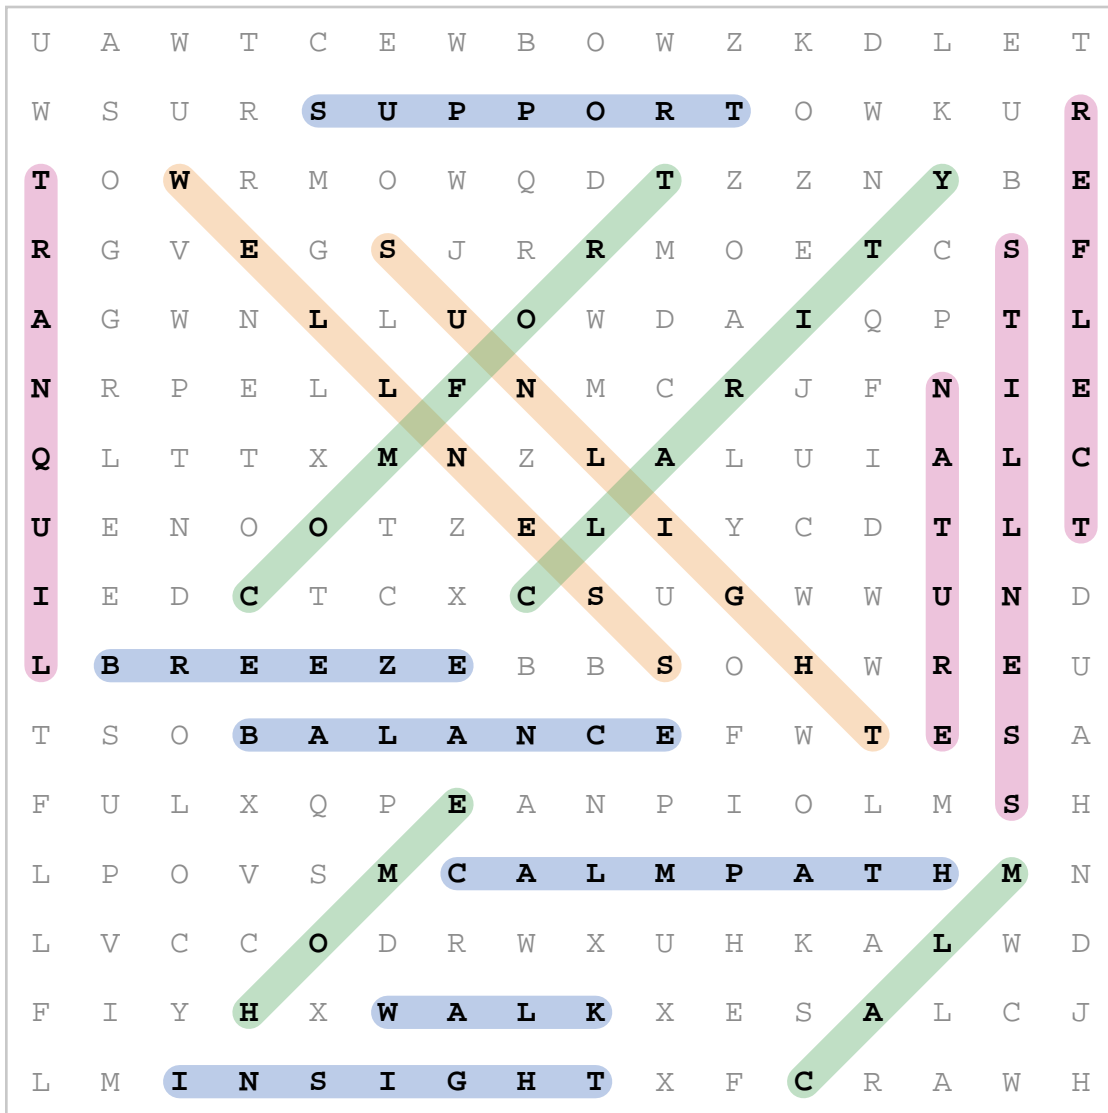 U A W T C E W B O W Z K D L E T
W S U R S U P P O R T O W K U R
T O W R M O W Q D T Z Z N Y B E
R G V E G S J R R M O E T C S F
A G W N L L U O W D A I Q P T L
N R P E L L F N M C R J F N I E
Q L T T X M N Z L A L U I A L C
U E N O O T Z E L I Y C D T L T
I E D C T C X C S U G W W U N D
L B R E E Z E B B S O H W R E U
T S O B A L A N C E F W T E S A
F U L X Q P E A N P I O L M S H
L P O V S M C A L M P A T H M N
L V C C O D R W X U H K A L W D
F I Y H X W A L K X E S A L C J
L M I N S I G H T X F C R A W H